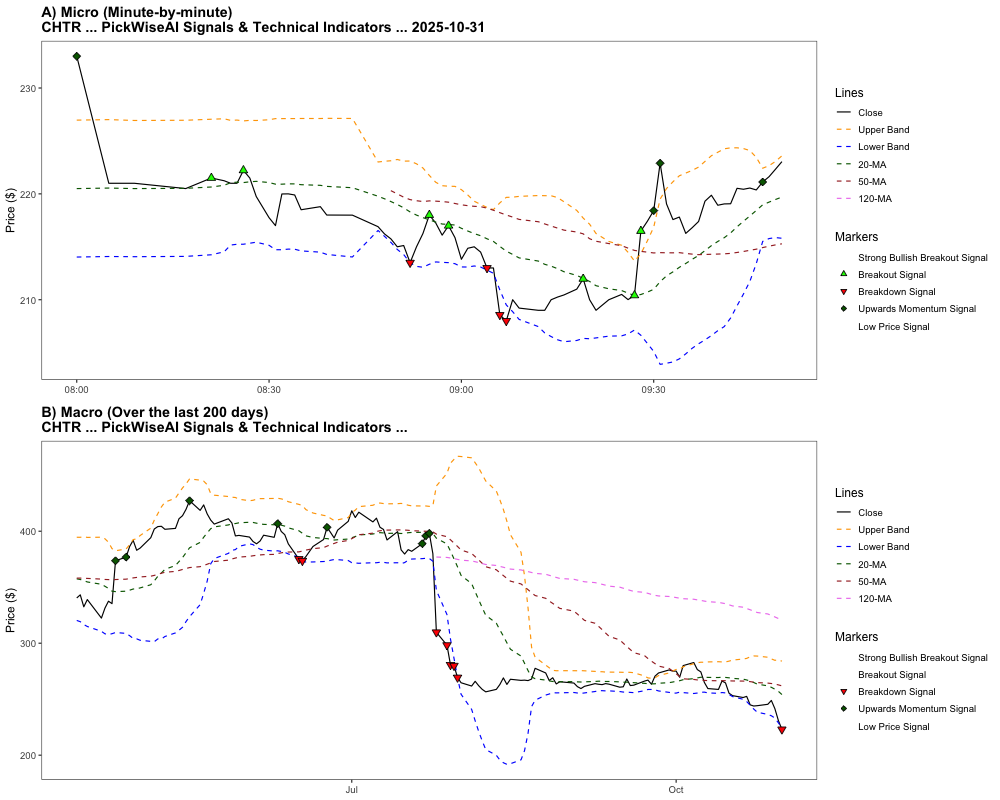 A) Micro (Minute-by-minute)
CHTR ... PickWiseAI Signals & Technical Indicators ... 2025-10-31
Price ($)
230
220
210
08:00
08:30
09:00
09:30
Lines
Close
Upper Band
Lower Band
20-MA
50-MA
120-MA
Markers
Strong Bullish Breakout Signal
Breakout Signal
Breakdown Signal
Upwards Momentum Signal
Low Price Signal
B) Macro (Over the last 200 days)
CHTR ... PickWiseAI Signals & Technical Indicators ...
Price ($)
400
300
200
Jul
Oct
Lines
Close
Upper Band
Lower Band
20-MA
50-MA
120-MA
Markers
Strong Bullish Breakout Signal
Breakout Signal
Breakdown Signal
Upwards Momentum Signal
Low Price Signal